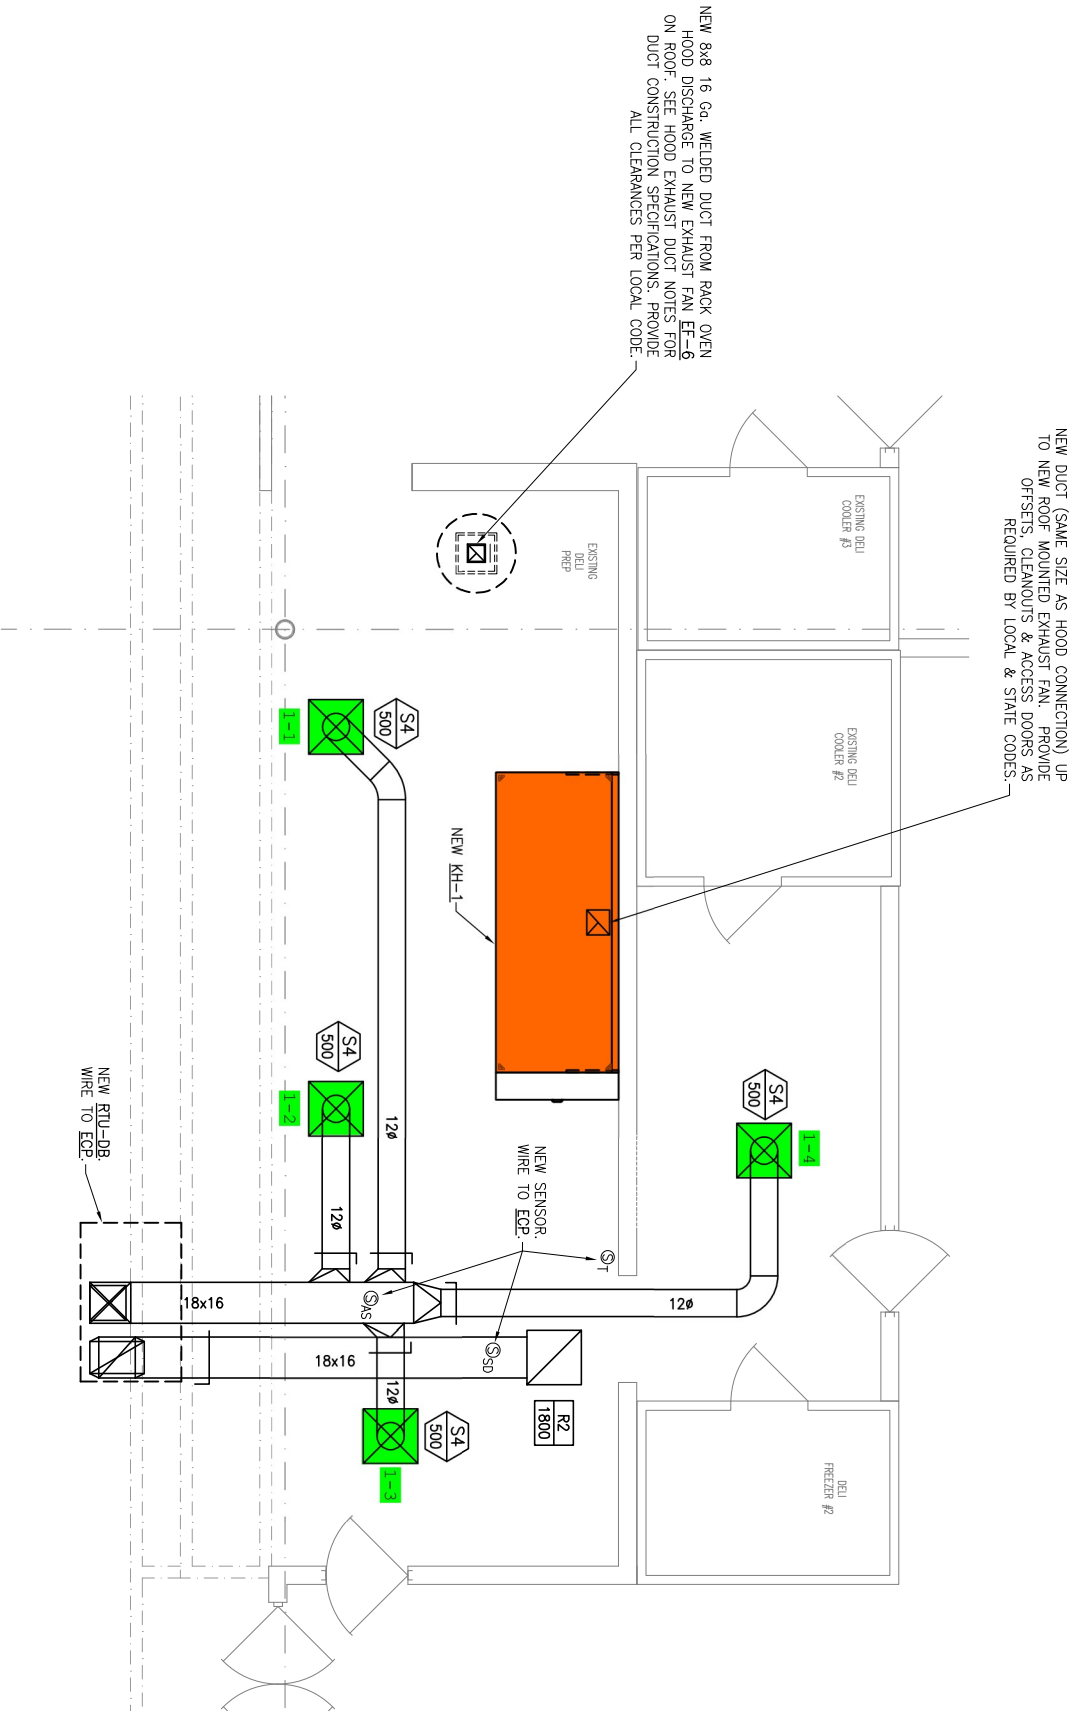 NEW DUCT (SAME SIZE AS HOOD CONNECTION) UP
TO NEW ROOF MOUNTED EXHAUST FAN. PROVIDE
OFFSETS, CLEANOUTS & ACCESS DOORS AS
REQUIRED BY LOCAL & STATE CODES.
NEW 8x8 16 Ga. WELDED DUCT FROM RACK OVEN
HOOD DISCHARGE TO NEW EXHAUST FAN EF-6
ON ROOF. SEE HOOD EXHAUST DUCT NOTES FOR
DUCT CONSTRUCTION SPECIFICATIONS. PROVIDE
ALL CLEARANCES PER LOCAL CODE.
EXISTING DELI
COOLER #3
EXISTING DELI
COOLER #2
DELI
FREEZER #2
EXISTING
DELI
PREP
1-4
S4
500
12ø
NEW SENSOR.
WIRE TO ECP.
ST
SAS
SSD
R2
1800
NEW KH-1
S4
500
1-1
12ø
S4
500
1-2
12ø
S4
500
1-3
12ø
18x16
18x16
NEW RTU-DB.
WIRE TO ECP.